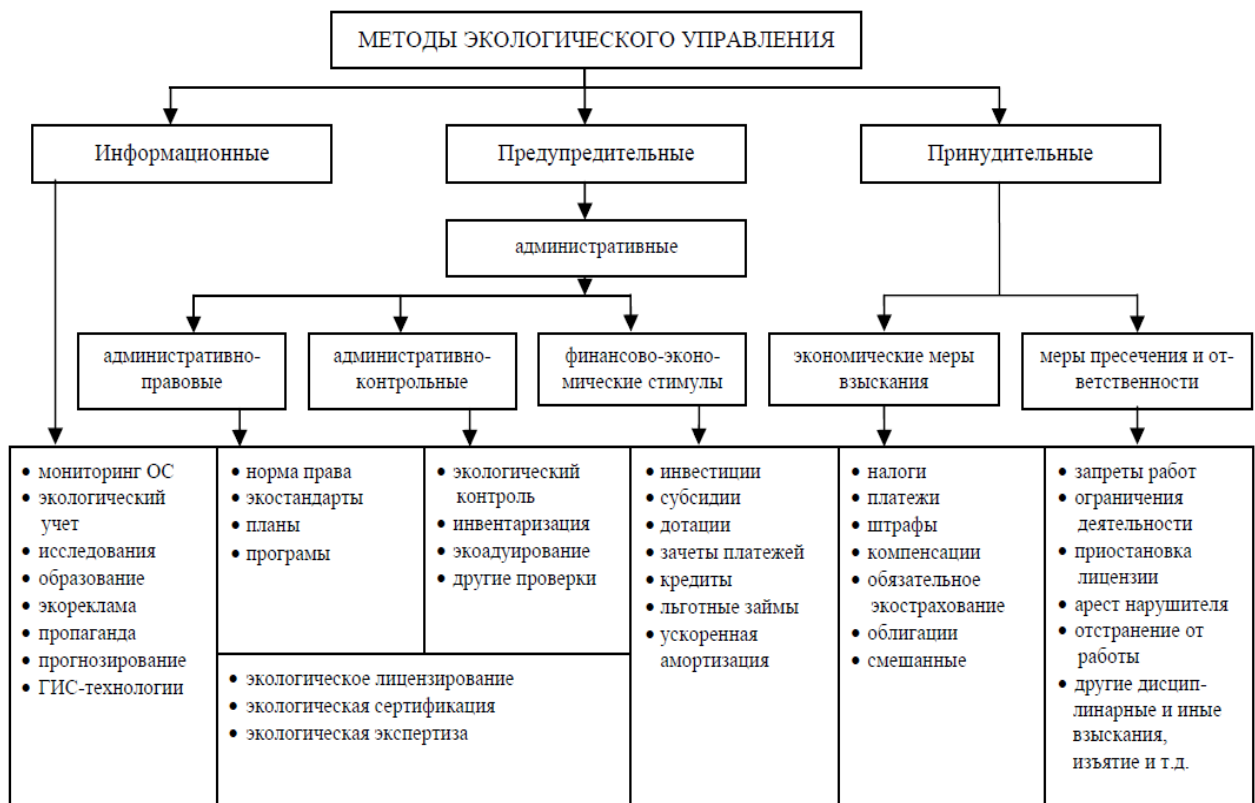 МЕТОДЫ ЭКОЛОГИЧЕСКОГО УПРАВЛЕНИЯ
Информационные
Предупредительные
Принудительные
административные
административно-
правовые
административно-
контрольные
финансово-эконо-
мические стимулы
экономические меры
взыскания
меры пресечения и от-
ветственности
• мониторинг ОС
• экологический
учет
• исследования
• образование
• экореклама
• пропаганда
• прогнозирование
• ГИС-технологии
• норма права
• экостандарты
• планы
• програмы
• экологический
контроль
• инвентаризация
• экоадуирование
• другие проверки
• экологическое лицензирование
• экологическая сертификация
• экологическая экспертиза
• инвестиции
• субсидии
• дотации
• зачеты платежей
• кредиты
• льготные займы
• ускоренная
амортизация
• налоги
• платежи
• штрафы
• компенсации
• обязательное
экострахование
• облигации
• смешанные
• запреты работ
• ограничения
деятельности
• приостановка
лицензии
• арест нарушителя
• отстранение от
работы
• другие дисцип-
линарные и иные
взыскания,
изъятие и т.д.